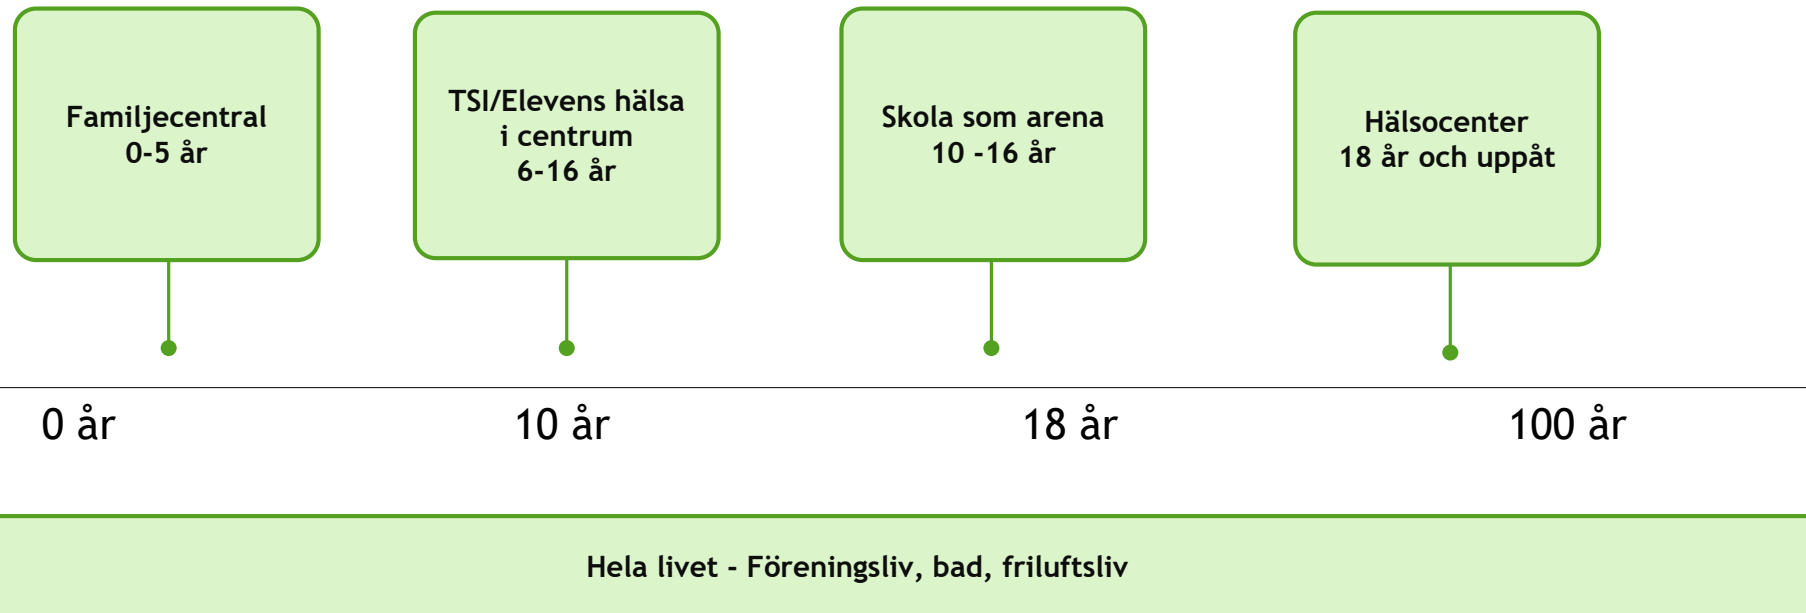 Familjecentral
0-5 år
TSI/Elevens hälsa
i centrum
6-16 år
Skola som arena
10 -16 år
Hälsocenter
18 år och uppåt
0 år
10 år
18 år
100 år
Hela livet - Föreningsliv, bad, friluftsliv